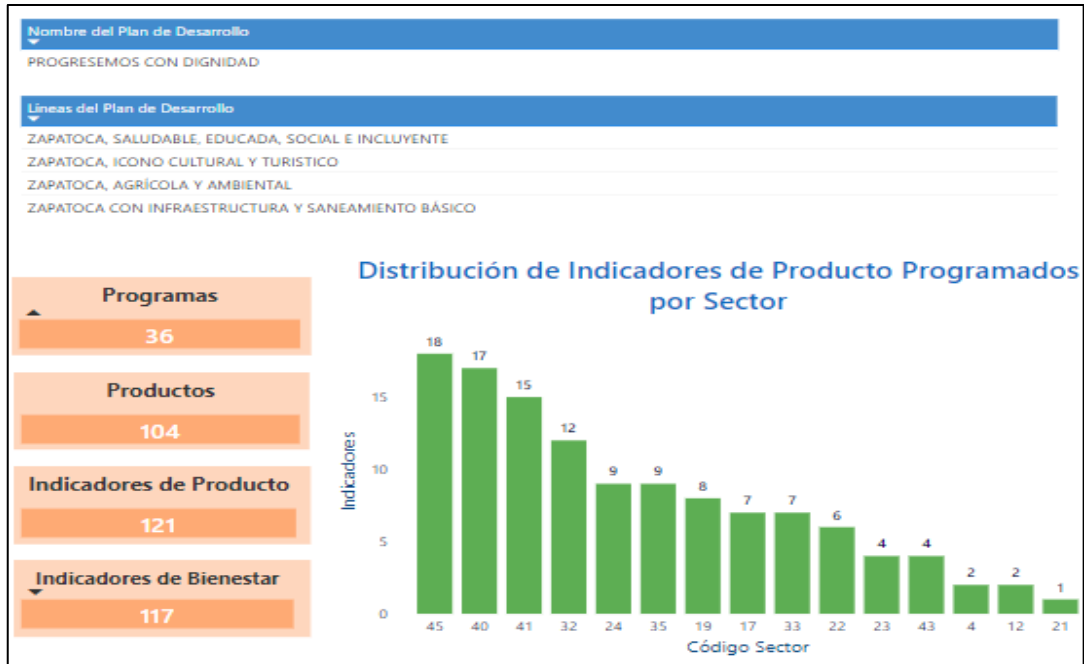 Nombre del Plan de Desarrollo
PROGRESEMOS CON DIGNIDAD
Líneas del Plan de Desarrollo
ZAPATOCA, SALUDABLE, EDUCADA, SOCIAL E INCLUYENTE
ZAPATOCA, ICONO CULTURAL Y TURISTICO
ZAPATOCA, AGRÍCOLA Y AMBIENTAL
ZAPATOCA CON INFRAESTRUCTURA Y SANEAMIENTO BÁSICO
Programas
36
Productos
104
Indicadores de Producto
121
Indicadores de Bienestar
117
Distribución de Indicadores de Producto Programados
por Sector
18 17 15 12 9 9 8 7 7 6 4 4 2 2 1
15
10
5
0
Indicadores
45 40 41 32 24 35 19 17 33 22 23 43 4 12 21
Código Sector